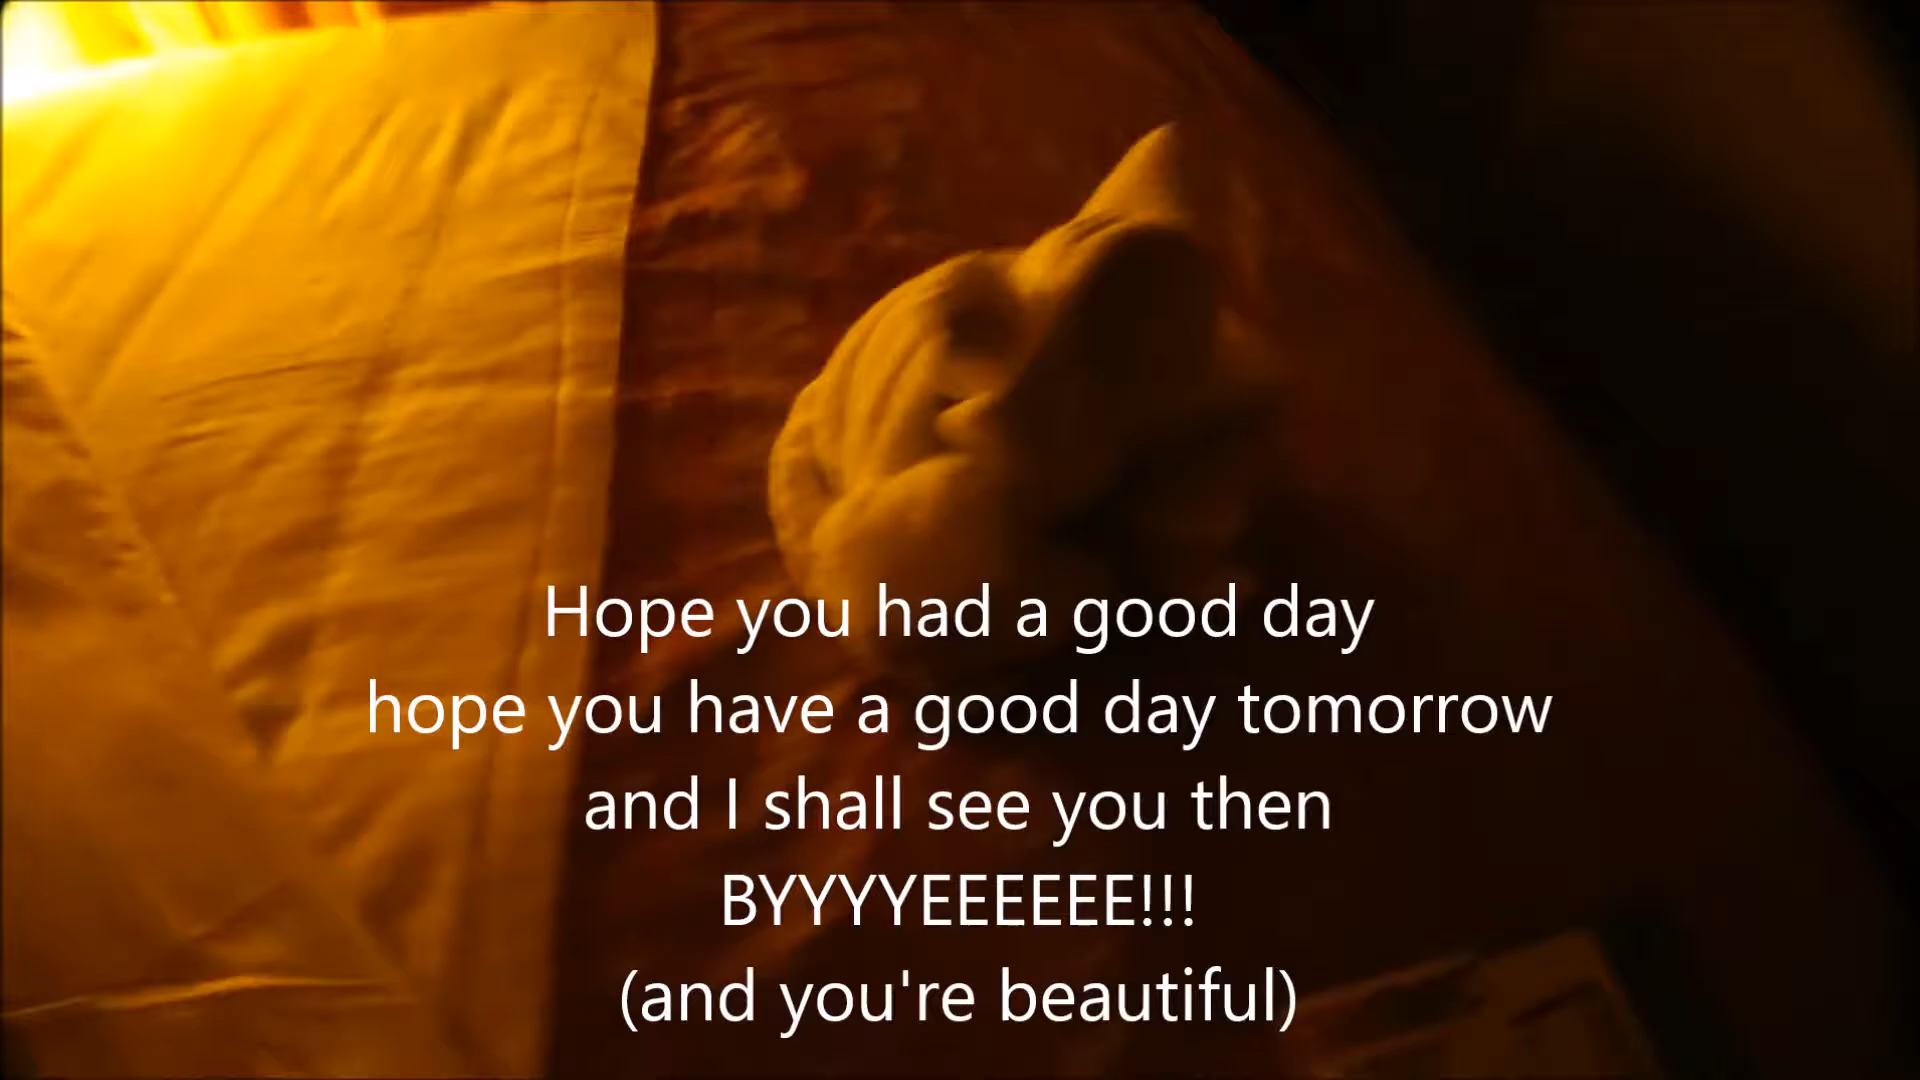 Hope you had a good day
hope you have a good day tomorrow
and I shall see you then
BYYYYEEEEEE!!!
(and you're beautiful)